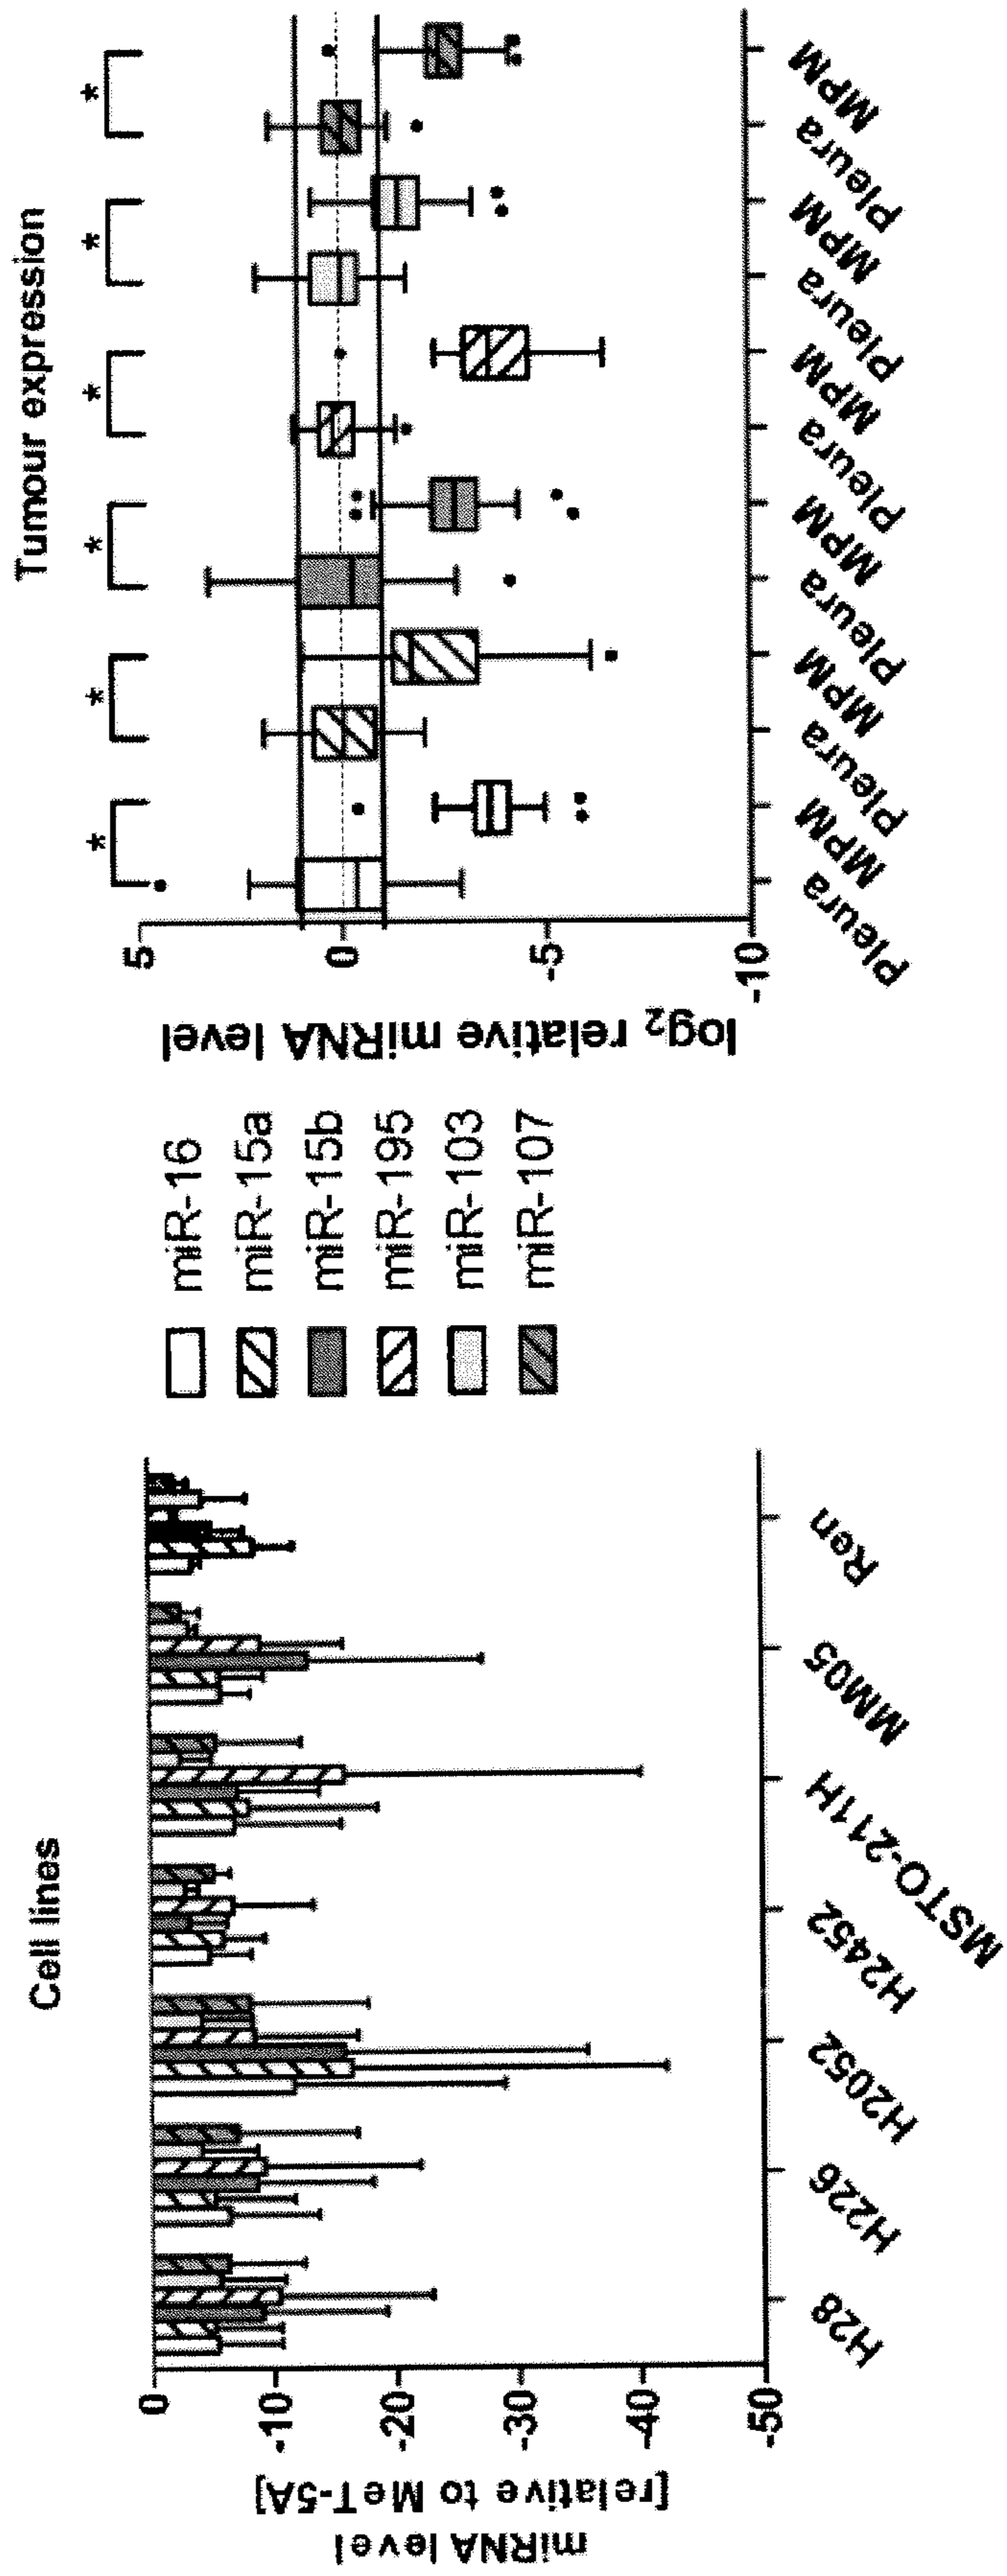 Cell lines
miRNA level
[relative to MeT-5A]
0
-10
-20
-30
-40
-50
H28
H226
H2052
H2452
MSTO-211H
MM05
Ren
miR-16
miR-15a
miR-15b
miR-195
miR-103
miR-107
Tumour expression
log₂ relative miRNA level
5
0
-5
-10
*
*
*
*
*
*
Pleura
MPM
Pleura
MPM
Pleura
MPM
Pleura
MPM
Pleura
MPM
Pleura
MPM